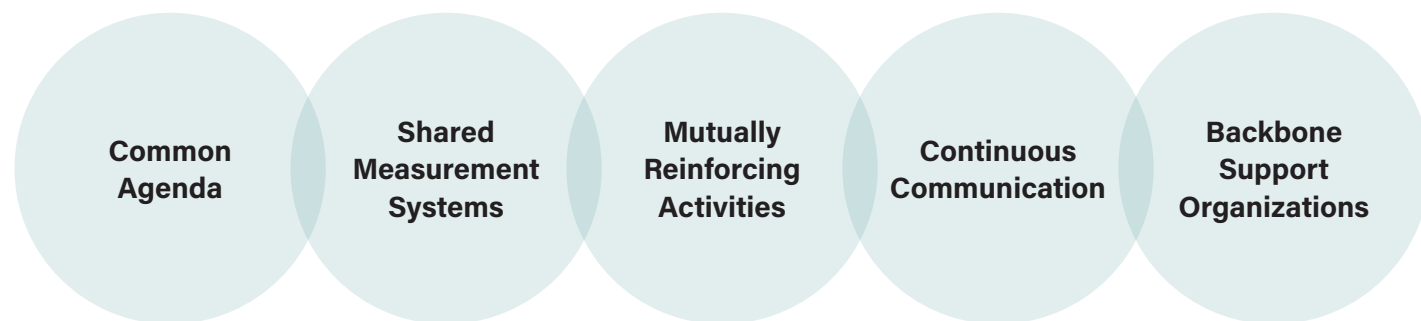 Common
Agenda
Shared
Measurement
Systems
Mutually
Reinforcing
Activities
Continuous
Communication
Backbone
Support
Organizations